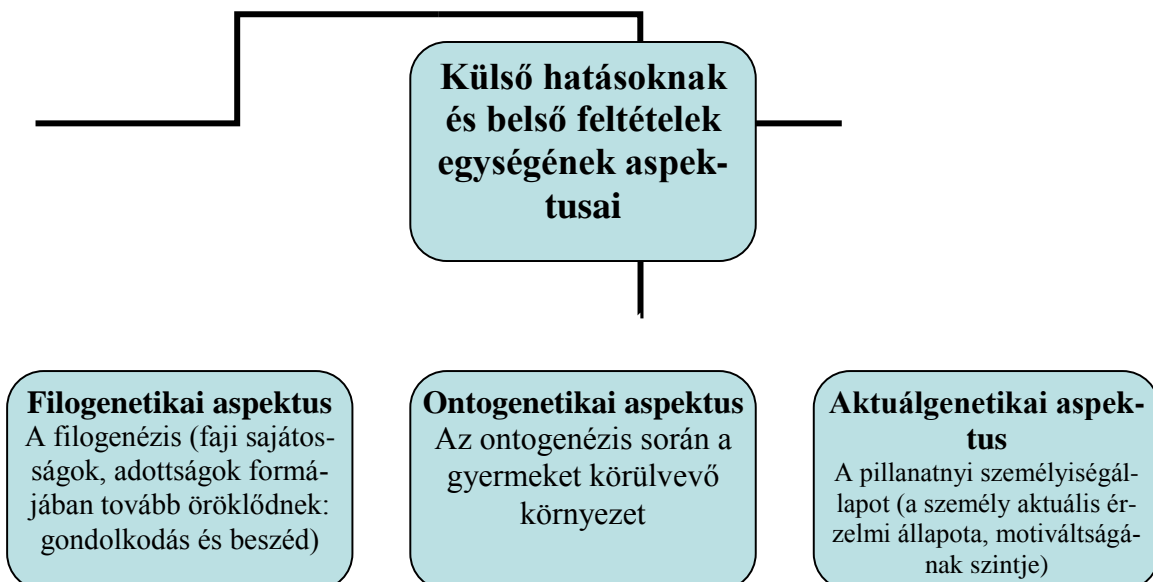 Külső hatásoknak
és belső feltételek
egységének aspek-
tusai
Filogenetikai aspektus
A filogenézis (faji sajátos-
ságok, adottságok formá-
jában tovább öröklődnek:
gondolkodás és beszéd)
Ontogenetikai aspektus
Az ontogenézis során a
gyermeket körülvevő
környezet
Aktuálgenetikai aspek-
tus
A pillanatnyi személyiségál-
lapot (a személy aktuális ér-
zelmi állapota, motiváltságá-
nak szintje)